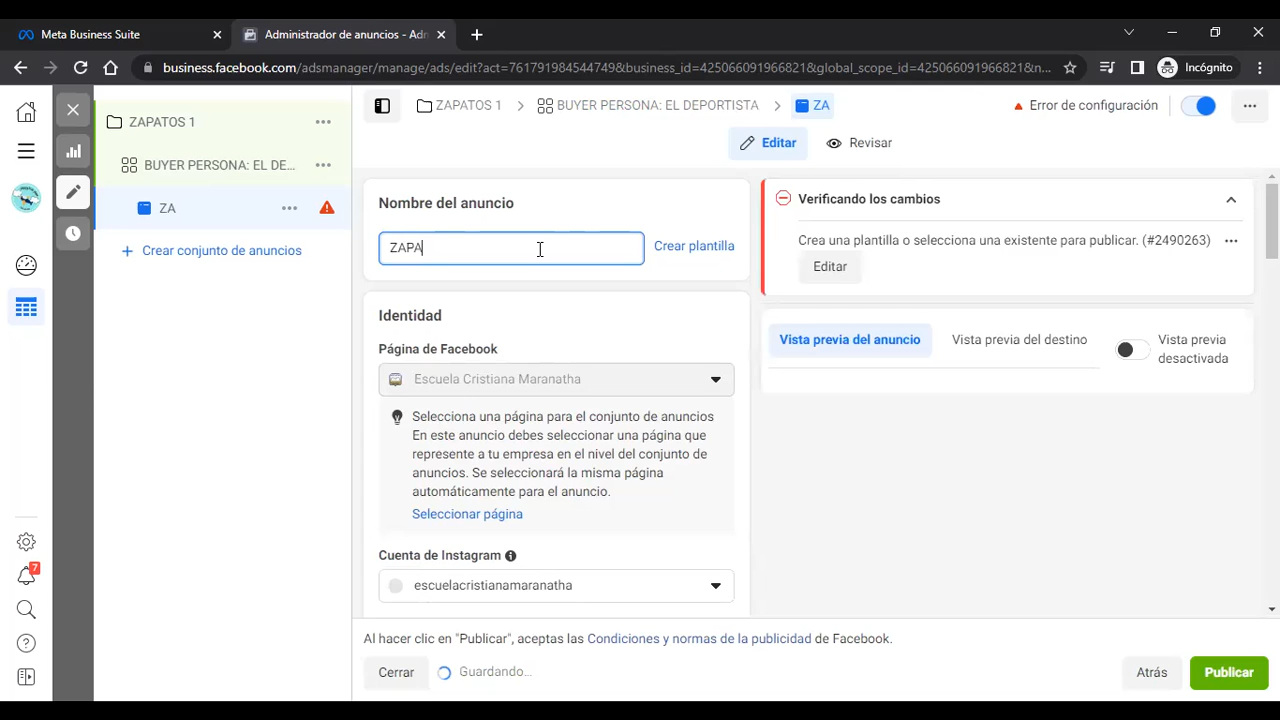 Meta Business Suite
Administrador de anuncios - Adn
business.facebook.com/adsmanager/manage/ads/edit?act=761791984544749&business_id=425066091966821&global_scope_id=425066091966821&n...
Incógnito
ZAPATOS 1
BUYER PERSONA: EL DE...
ZA
Crear conjunto de anuncios
ZAPATOS 1
BUYER PERSONA: EL DEPORTISTA
ZA
Error de configuración
Editar
Revisar
Nombre del anuncio
ZAPA
Crear plantilla
Identidad
Página de Facebook
Escuela Cristiana Maranatha
Selecciona una página para el conjunto de anuncios
En este anuncio debes seleccionar una página que
represente a tu empresa en el nivel del conjunto de
anuncios. Se seleccionará la misma página
automáticamente para el anuncio.
Seleccionar página
Cuenta de Instagram
escuelacristianamaranatha
Verificando los cambios
Crea una plantilla o selecciona una existente para publicar. (#2490263)
Editar
Vista previa del anuncio
Vista previa del destino
Vista previa
desactivada
7
Al hacer clic en "Publicar", aceptas las Condiciones y normas de la publicidad de Facebook.
Cerrar
Guardando...
Atrás
Publicar